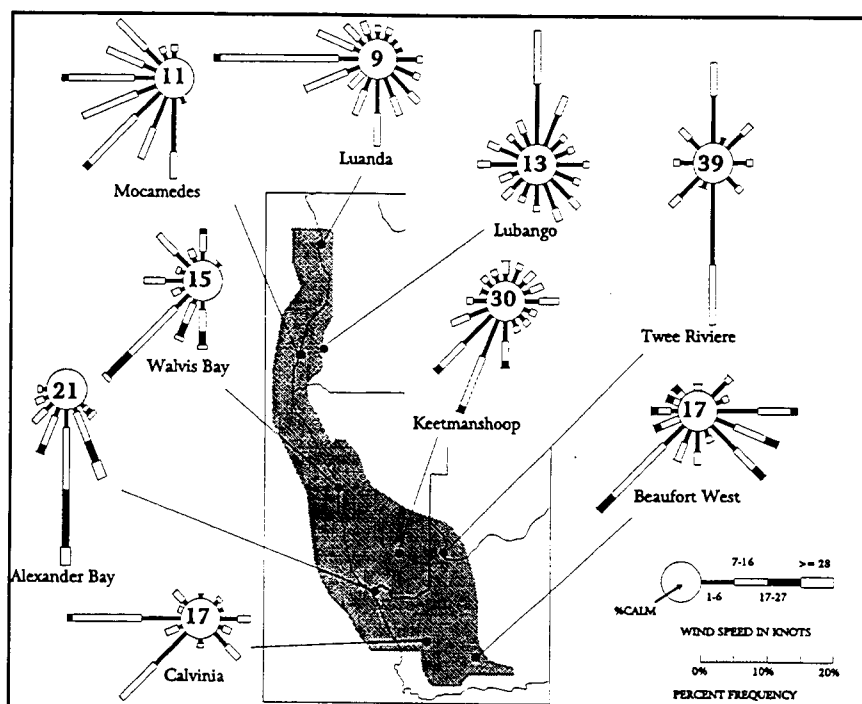 11
Mocamedes
9
Luanda
13
Lubango
39
Twee Riviere
15
Walvis Bay
30
Keetmanshoop
21
Alexander Bay
17
Beaufort West
17
Calvinia
7-16
>= 28
%CALM
1-6
17-27
WIND SPEED IN KNOTS
0%
10%
20%
PERCENT FREQUENCY